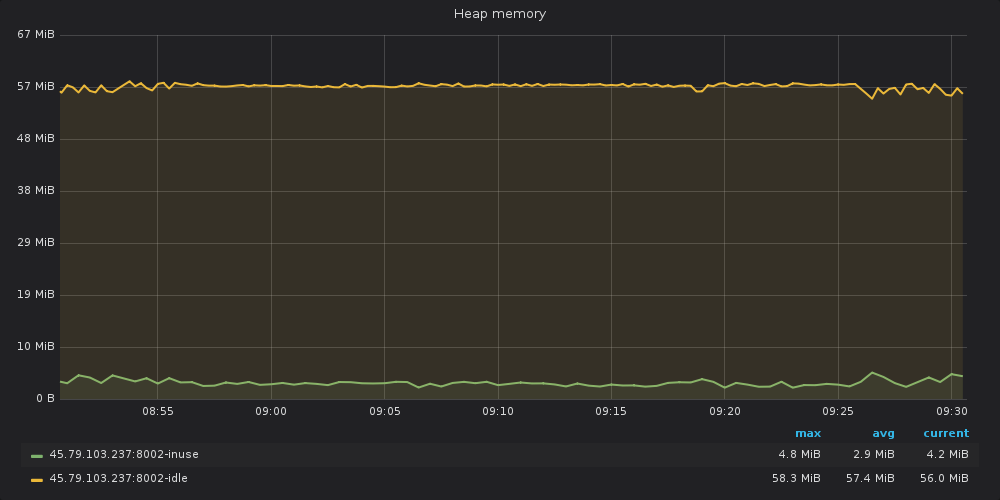 Heap memory
67 MiB
57 MiB
48 MiB
38 MiB
29 MiB
19 MiB
10 MiB
0 B
08:55 09:00 09:05 09:10 09:15 09:20 09:25 09:30
max avg current
45.79.103.237:8002-inuse 4.8 MiB 2.9 MiB 4.2 MiB
45.79.103.237:8002-idle 58.3 MiB 57.4 MiB 56.0 MiB